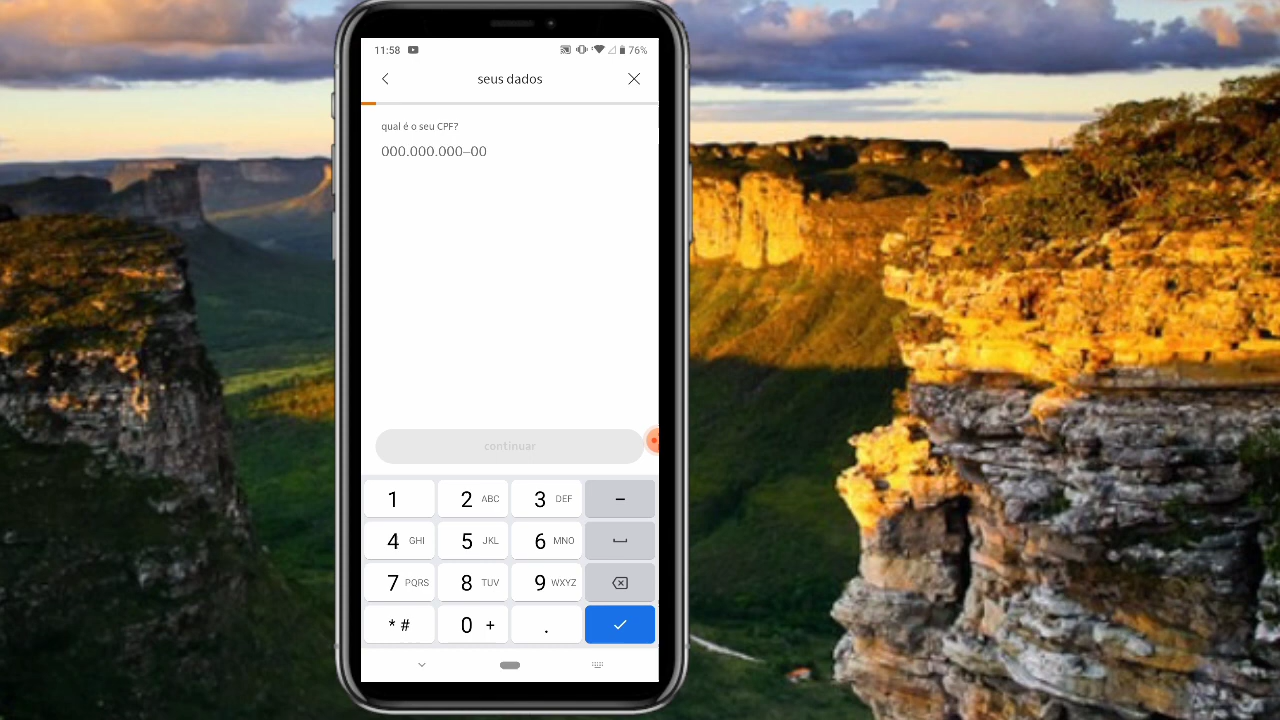 11:58 76%
seus dados
qual é o seu CPF?
000.000.000–00
continuar
1 2 ABC 3 DEF –
4 GHI 5 JKL 6 MNO
7 PQRS 8 TUV 9 WXYZ
* # 0 + .